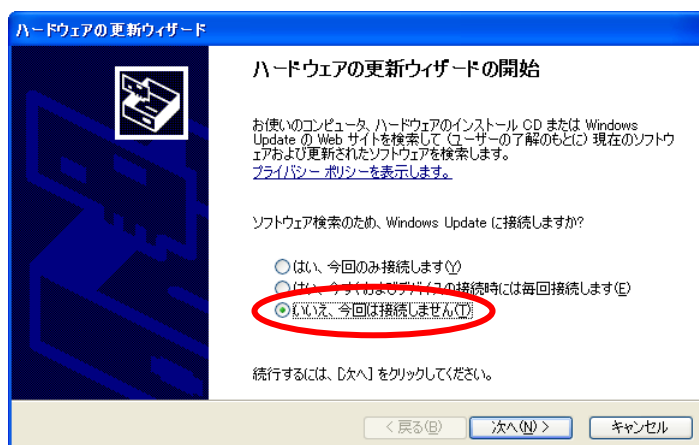 ハードウェアの更新ウィザード
ハードウェアの更新ウィザードの開始
お使いのコンピュータ、ハードウェアのインストール CD または Windows
Update の Web サイトを検索して (ユーザーの了解のもとに) 現在のソフトウ
ェアおよび更新されたソフトウェアを検索します。
プライバシー ポリシーを表示します。
ソフトウェア検索のため、Windows Update に接続しますか?
はい、今回のみ接続します(Y)
はい、今すぐおよびデバイスの接続時には毎回接続します(E)
いいえ、今回は接続しません(T)
続行するには、[次へ] をクリックしてください。
< 戻る(B)
次へ(N) >
キャンセル